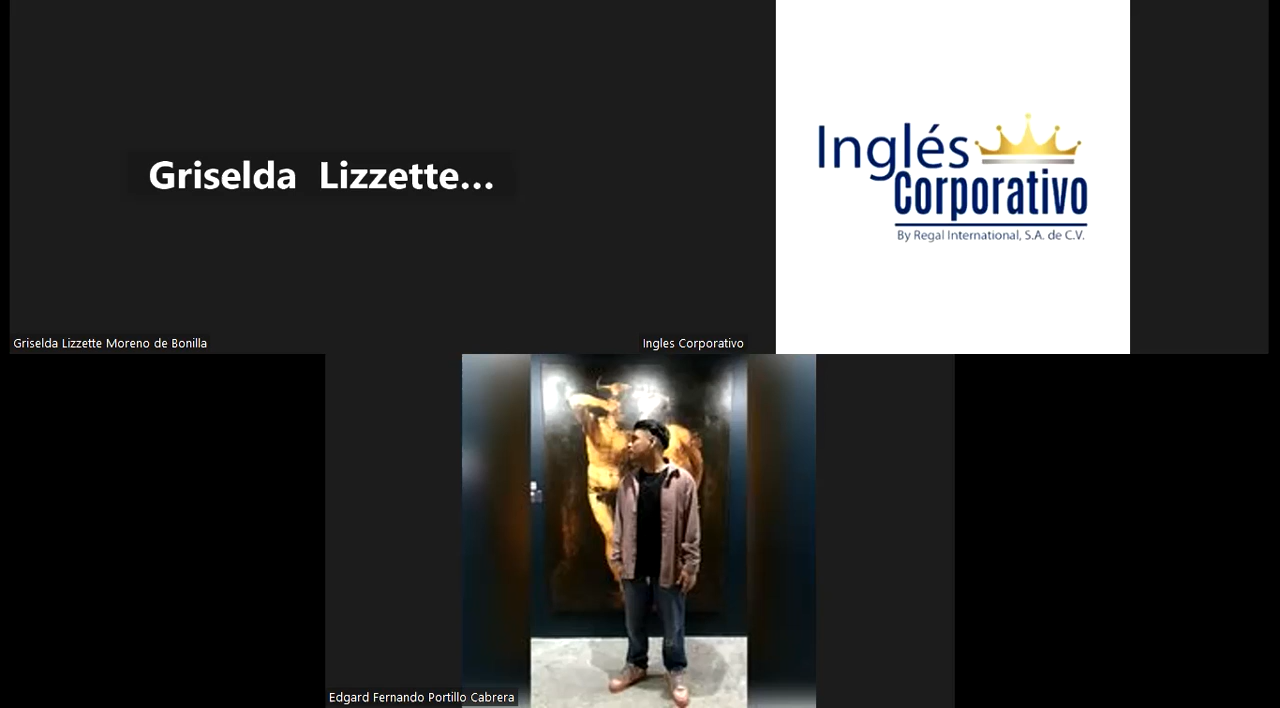 Griselda  Lizzette...
Inglés
Corporativo
By Regal International, S.A. de C.V.
Griselda Lizzette Moreno de Bonilla
Ingles Corporativo
Edgard Fernando Portillo Cabrera